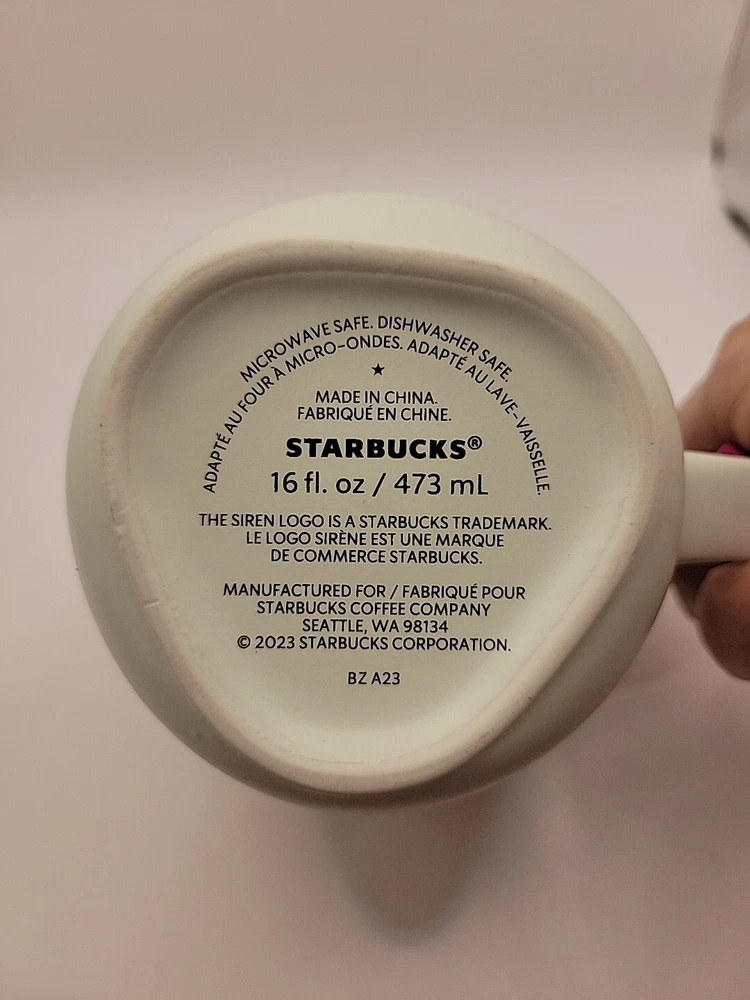 MICROWAVE SAFE. DISHWASHER SAFE.
ADAPTÉ AU FOUR À MICRO-ONDES. ADAPTÉ AU LAVE-VAISSELLE.
★
MADE IN CHINA.
FABRIQUÉ EN CHINE.
STARBUCKS®
16 fl. oz / 473 mL
THE SIREN LOGO IS A STARBUCKS TRADEMARK.
LE LOGO SIRÈNE EST UNE MARQUE
DE COMMERCE STARBUCKS.
MANUFACTURED FOR / FABRIQUÉ POUR
STARBUCKS COFFEE COMPANY
SEATTLE, WA 98134
© 2023 STARBUCKS CORPORATION.
BZ A23